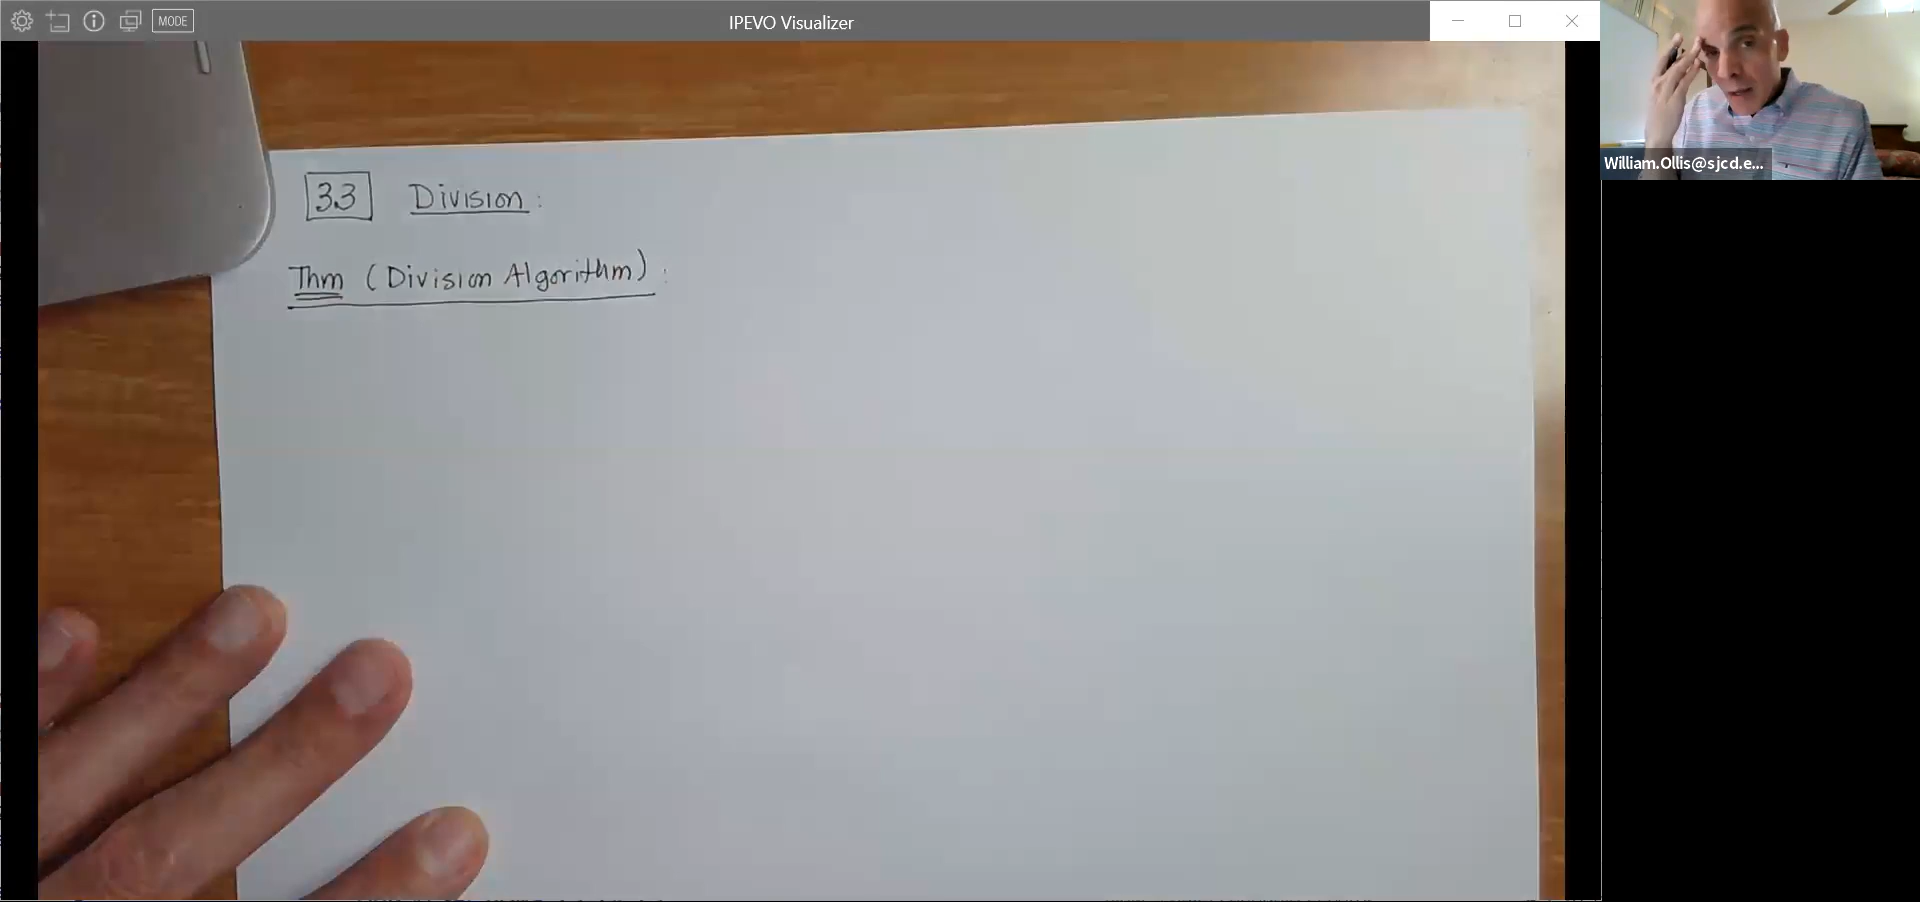 MODE
IPEVO Visualizer
William.Ollis@sjcd.e...
3.3 Division:
Thm (Division Algorithm):